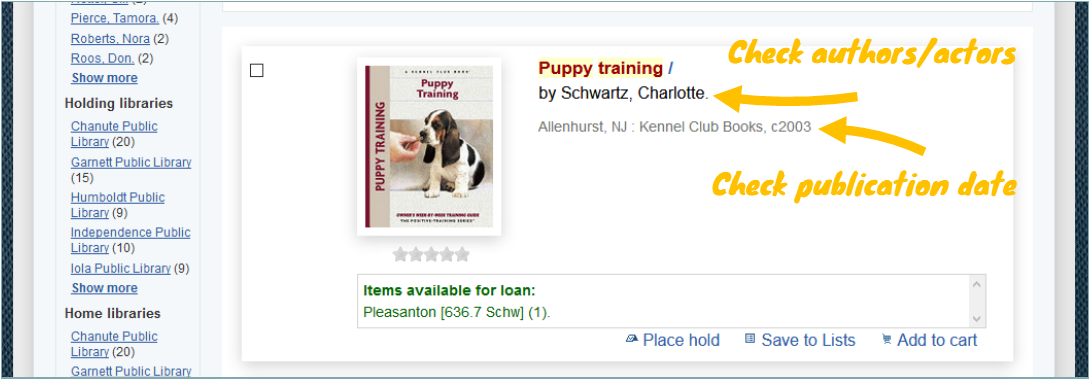 Pierce, Tamora. (4)
Roberts, Nora (2)
Roos, Don. (2)
Show more
Holding libraries
Chanute Public
Library (20)
Garnett Public Library
(15)
Humboldt Public
Library (9)
Independence Public
Library (10)
Iola Public Library (9)
Show more
Home libraries
Chanute Public
Library (20)
Garnett Public Library
A KENNEL CLUB BOOK
Puppy
Training
PUPPY TRAINING
OWNER'S WEEK-BY-WEEK TRAINING GUIDE
THE POSITIVE-TRAINING SERIES
Puppy training /
by Schwartz, Charlotte.
Allenhurst, NJ : Kennel Club Books, c2003
Check authors/actors
Check publication date
Items available for loan:
Pleasanton [636.7 Schw] (1).
Place hold
Save to Lists
Add to cart